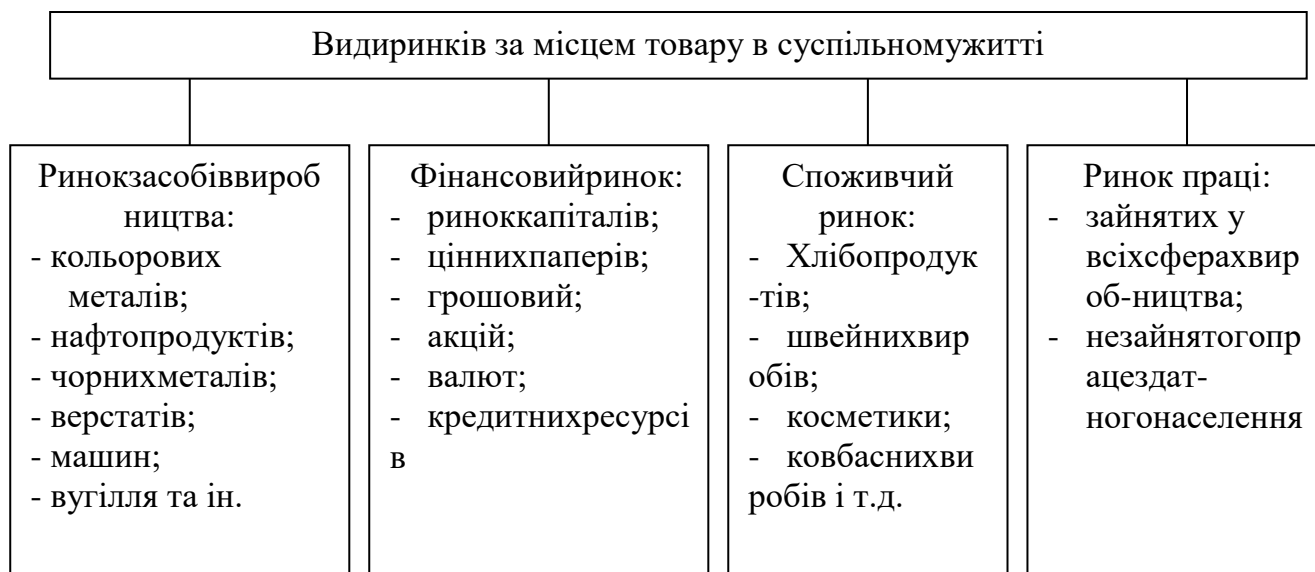 Видиринків за місцем товару в суспільномужитті
Ринокзасобіввироб
ництва:
- кольорових
металів;
- нафтопродуктів;
- чорнихметалів;
- верстатів;
- машин;
- вугілля та ін.
Фінансовийринок:
- риноккапіталів;
- ціннихпаперів;
- грошовий;
- акцій;
- валют;
- кредитнихресурсі
в
Споживчий
ринок:
- Хлібопродук
-тів;
- швейнихвир
обів;
- косметики;
- ковбаснихви
робів і т.д.
Ринок праці:
- зайнятих у
всіхсферахвир
об-ництва;
- незайнятогопр
ацездат-
ногонаселення